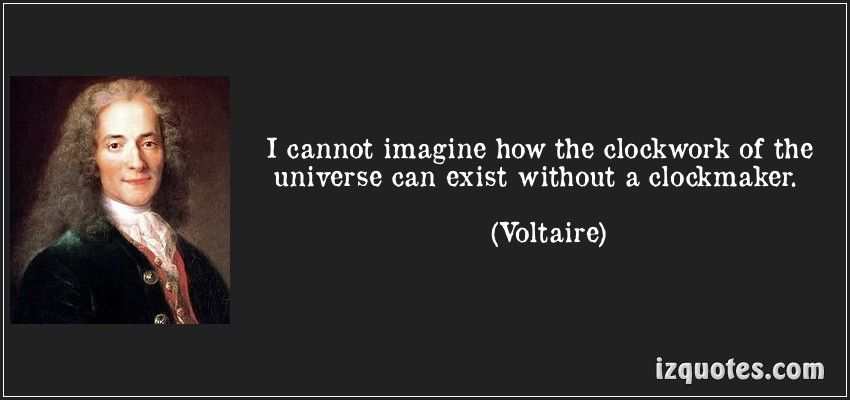 I cannot imagine how the clockwork of the
universe can exist without a clockmaker.
(Voltaire)
izquotes.com